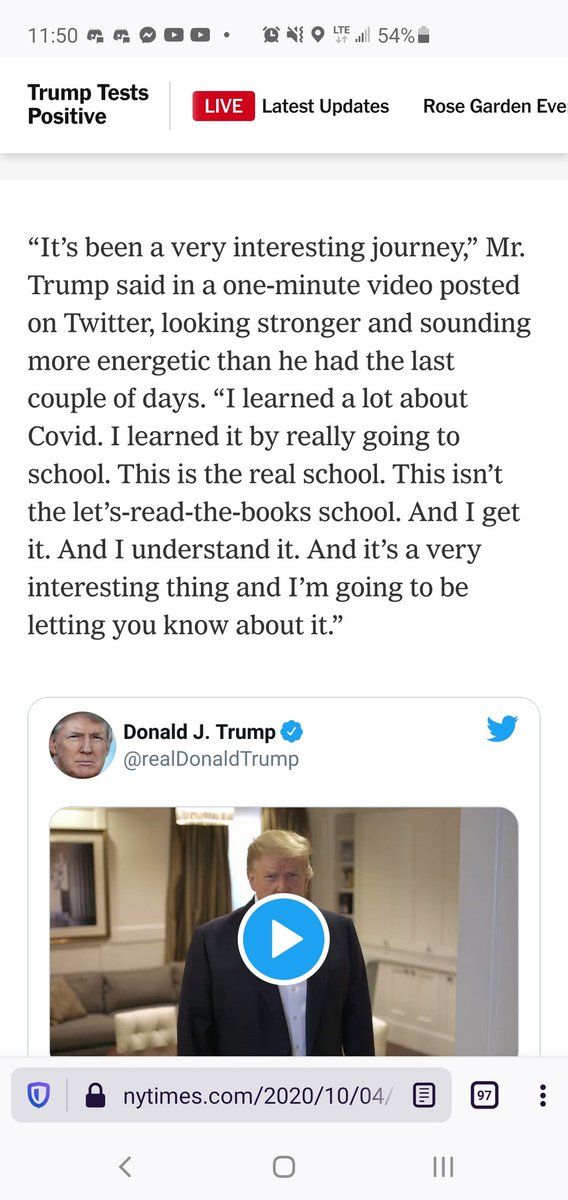 11:50
LTE
54%
Trump Tests
Positive
LIVE Latest Updates Rose Garden Eve
“It’s been a very interesting journey,” Mr.
Trump said in a one-minute video posted
on Twitter, looking stronger and sounding
more energetic than he had the last
couple of days. “I learned a lot about
Covid. I learned it by really going to
school. This is the real school. This isn’t
the let’s-read-the-books school. And I get
it. And I understand it. And it’s a very
interesting thing and I’m going to be
letting you know about it.”
Donald J. Trump
@realDonaldTrump
nytimes.com/2020/10/04/
97